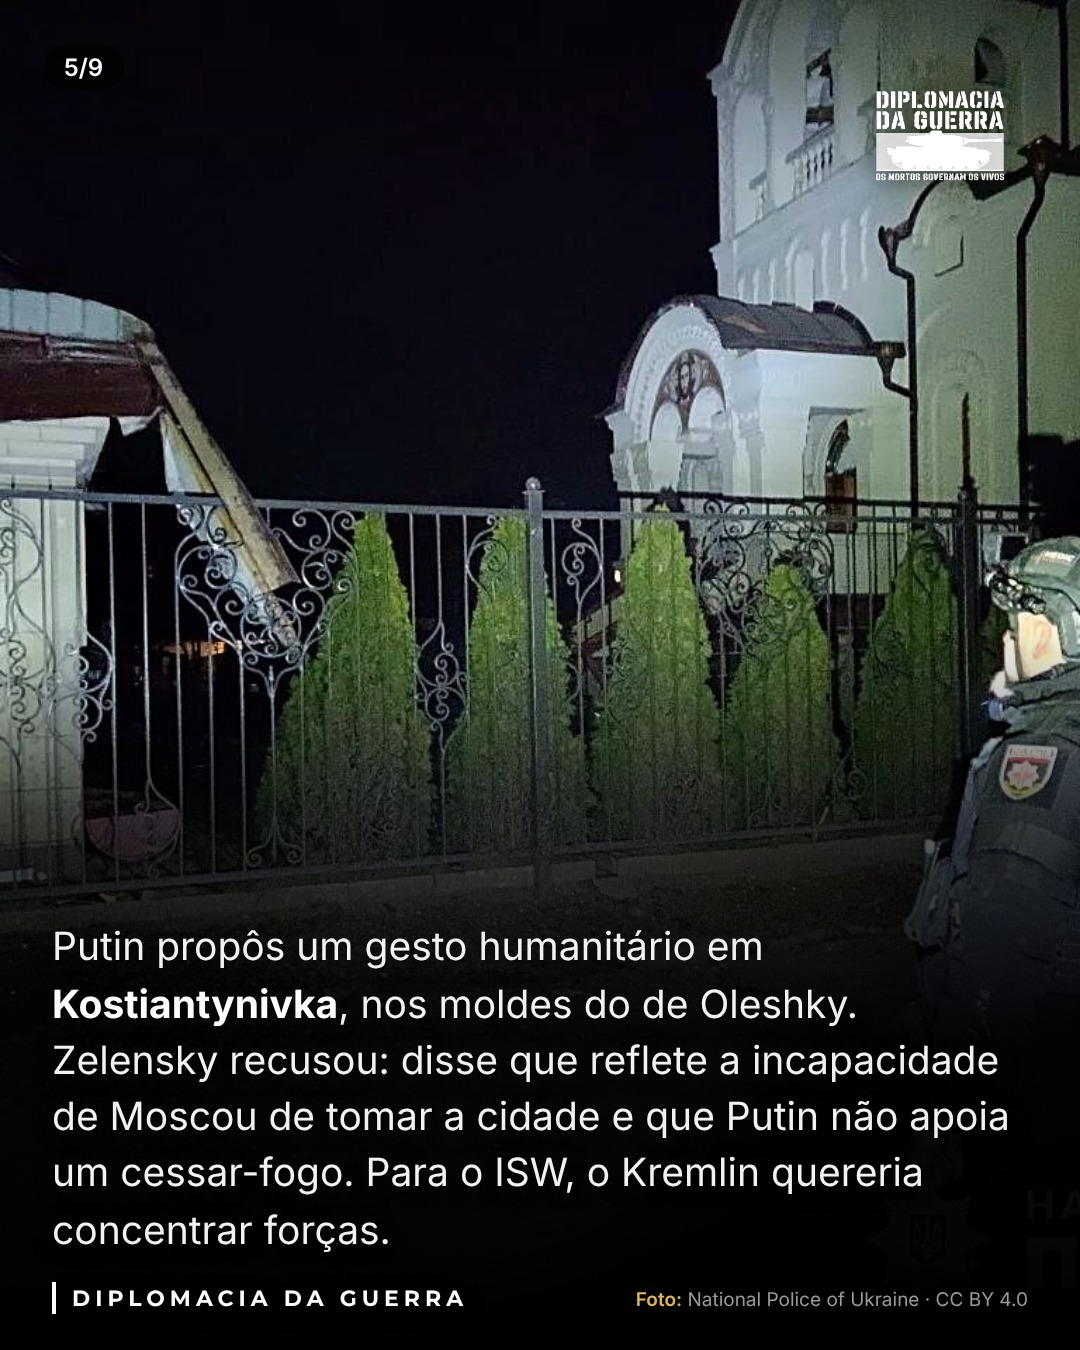 5/9
DIPLOMACIA
DA GUERRA
OS MORTOS GOVERNAM OS VIVOS
Putin propôs um gesto humanitário em
Kostiantynivka, nos moldes do de Oleshky.
Zelensky recusou: disse que reflete a incapacidade
de Moscou de tomar a cidade e que Putin não apoia
um cessar-fogo. Para o ISW, o Kremlin quereria
concentrar forças.
DIPLOMACIA DA GUERRA
Foto: National Police of Ukraine · CC BY 4.0